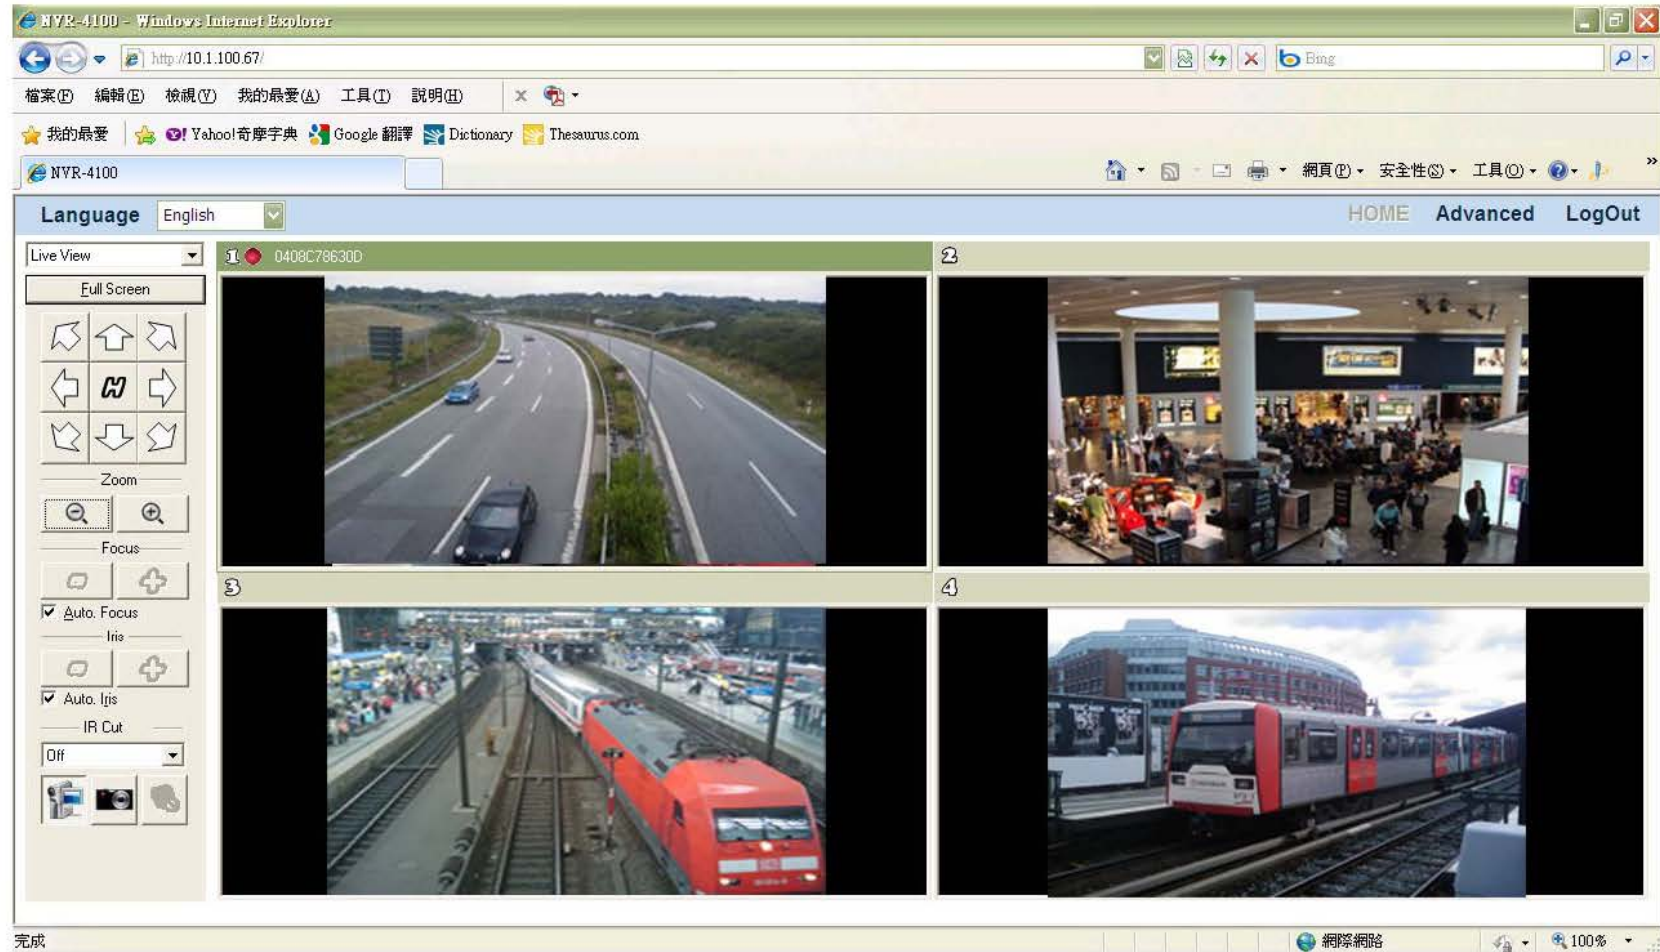 NVR-4100 - Windows Internet Explorer
http://10.1.100.67/
Bing
檔案(F) 編輯(E) 檢視(V) 我的最愛(A) 工具(T) 說明(H)
我的最愛 Yahoo!奇摩字典 Google 翻譯 Dictionary Thesaurus.com
NVR-4100
網頁(P) 安全性(S) 工具(O)
Language English
HOME Advanced LogOut
Live View
Full Screen
Zoom
Focus
Auto. Focus
Iris
Auto. Iris
IR Cut
Off
1 0408C78630D
2
3
4
完成
網際網路
100%